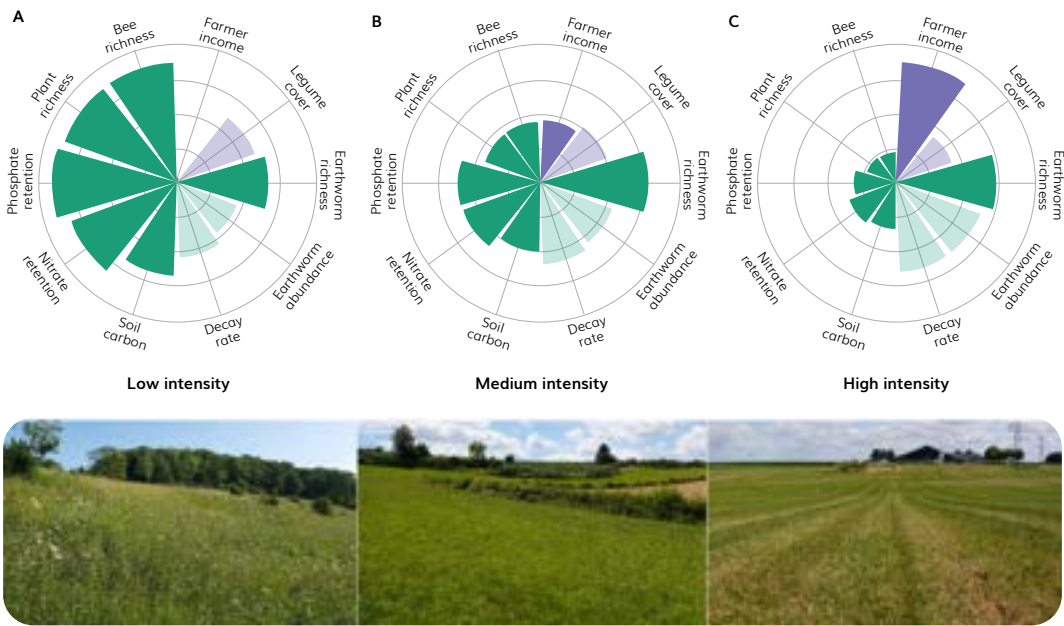 A
Bee
richness
Farmer
income
Legume
cover
Earthworm
richness
Earthworm
abundance
Decay
rate
Soil
carbon
Nitrate
retention
Phosphate
retention
Plant
richness
Low intensity
B
Bee
richness
Farmer
income
Legume
cover
Earthworm
richness
Earthworm
abundance
Decay
rate
Soil
carbon
Nitrate
retention
Phosphate
retention
Plant
richness
Medium intensity
C
Bee
richness
Farmer
income
Legume
cover
Earthworm
richness
Earthworm
abundance
Decay
rate
Soil
carbon
Nitrate
retention
Phosphate
retention
Plant
richness
High intensity